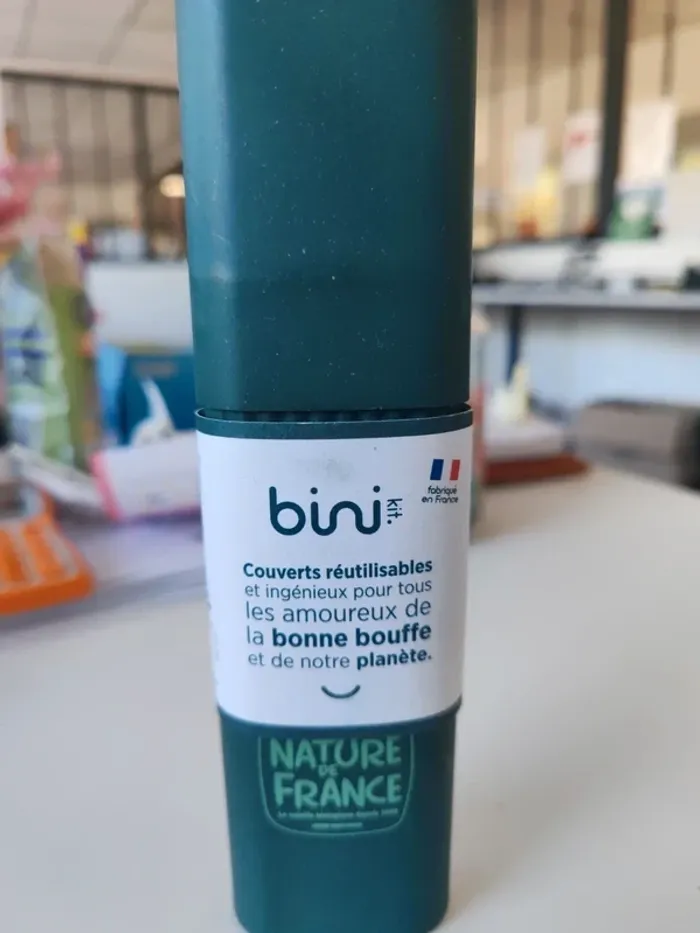 bini kit.
fabriqué
en France
Couverts réutilisables
et ingénieux pour tous
les amoureux de
la bonne bouffe
et de notre planète.
NATURE
DE
FRANCE